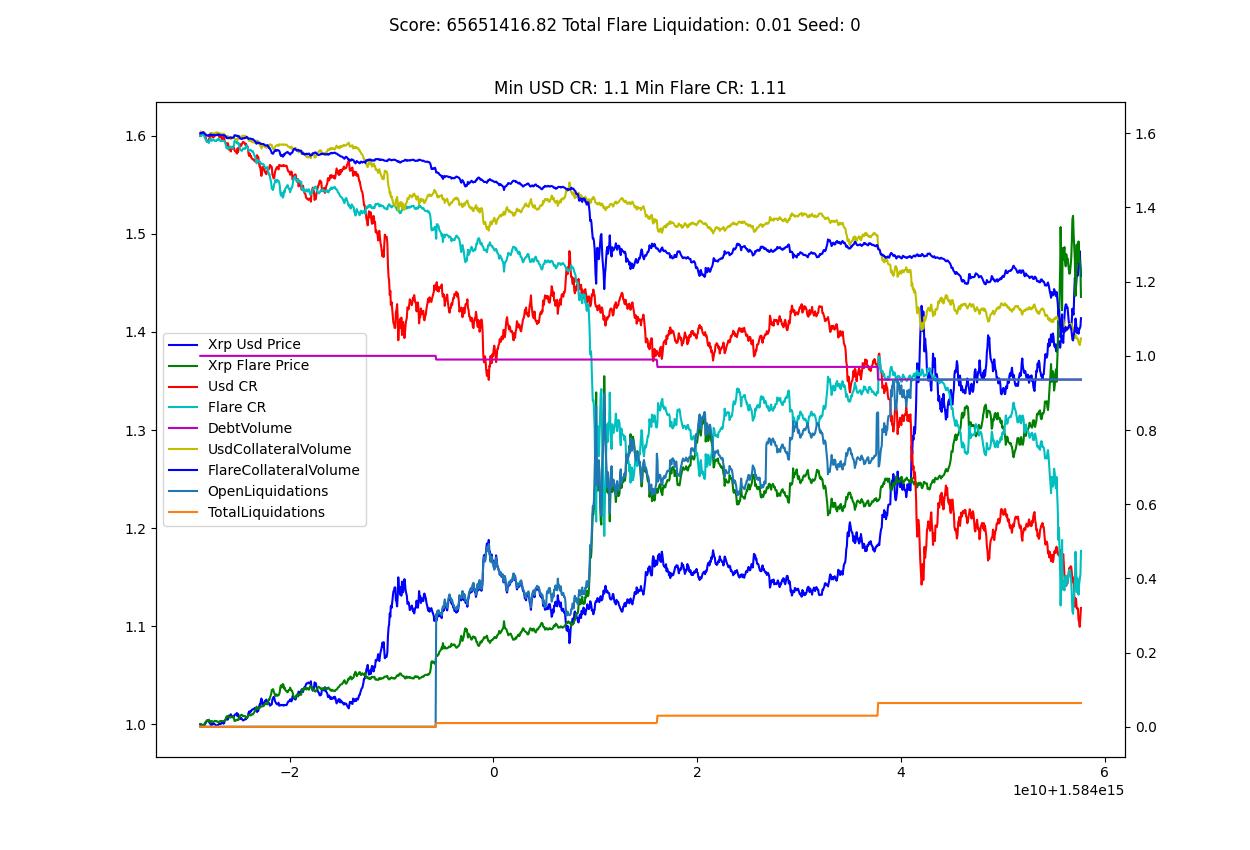 Score: 65651416.82 Total Flare Liquidation: 0.01 Seed: 0
Min USD CR: 1.1 Min Flare CR: 1.11
1.6
1.5
1.4
1.3
1.2
1.1
1.0
Xrp Usd Price
Xrp Flare Price
Usd CR
Flare CR
DebtVolume
UsdCollateralVolume
FlareCollateralVolume
OpenLiquidations
TotalLiquidations
1.6
1.4
1.2
1.0
0.8
0.6
0.4
0.2
0.0
−2 0 2 4 6
1e10+1.584e15